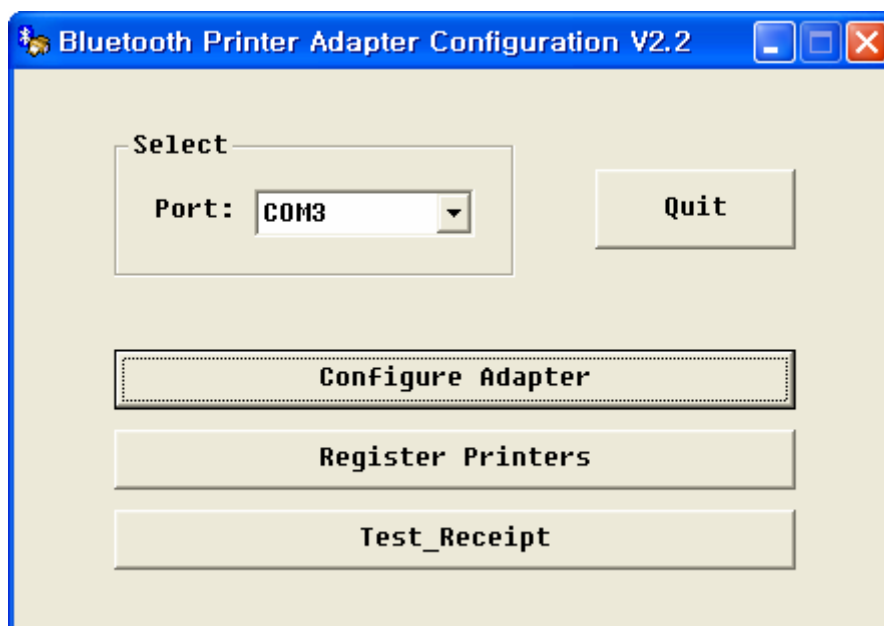 Bluetooth Printer Adapter Configuration V2.2
Select
Port: COM3
Quit
Configure Adapter
Register Printers
Test_Receipt